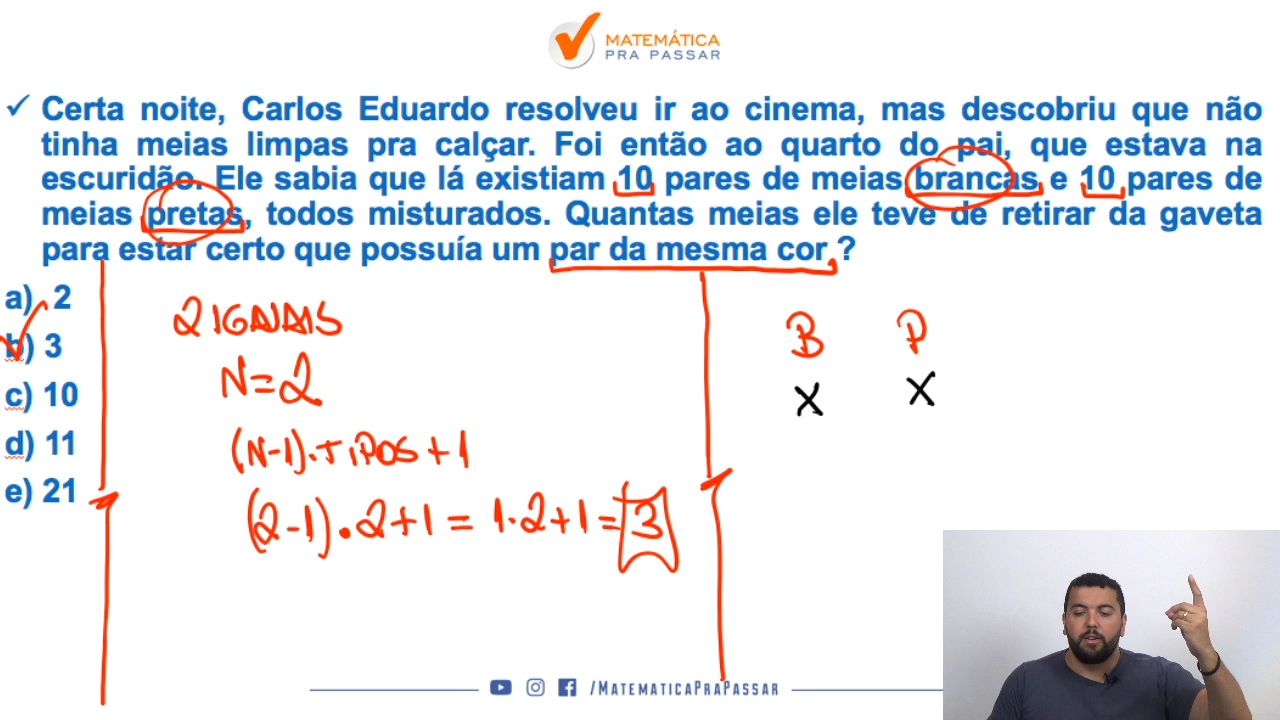 MATEMÁTICA
PRA PASSAR
✓ Certa noite, Carlos Eduardo resolveu ir ao cinema, mas descobriu que não
tinha meias limpas pra calçar. Foi então ao quarto do pai, que estava na
escuridão. Ele sabia que lá existiam 10 pares de meias brancas e 10 pares de
meias pretas, todos misturados. Quantas meias ele teve de retirar da gaveta
para estar certo que possuía um par da mesma cor ?
a) 2
b) 3
c) 10
d) 11
e) 21
2 IGUAIS
N=2
(N-1)·TIPOS+1
(2-1)·2+1=1·2+1=3
B P
X X
/MATEMATICAPRAPASSAR